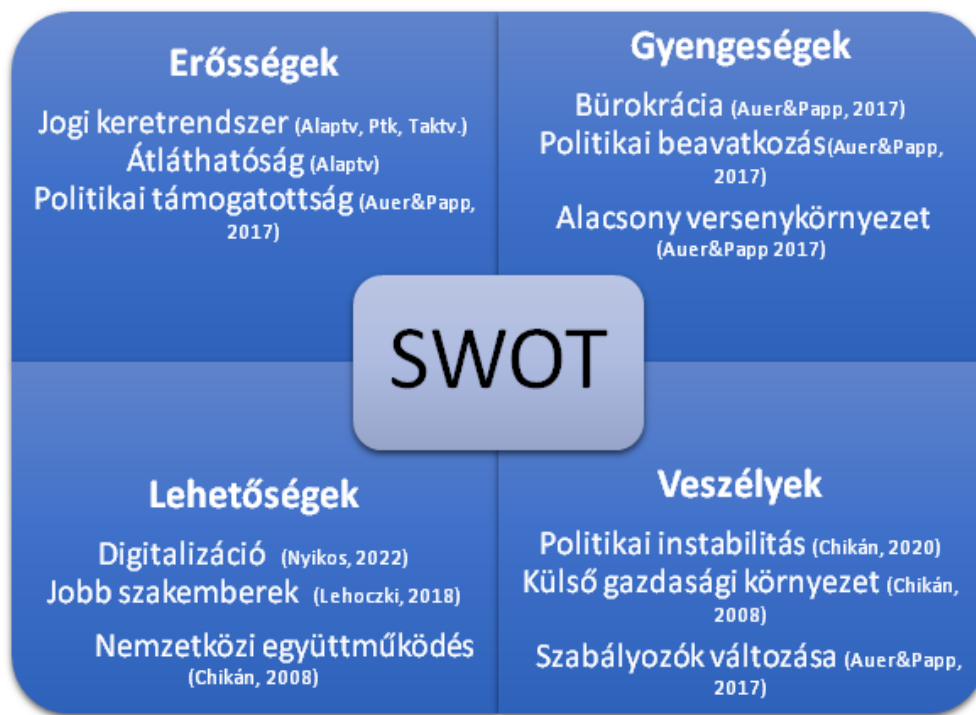 Erősségek
Jogi keretrendszer (Alaptv, Ptk, Taktv.)
Átláthatóság (Alaptv)
Politikai támogatottság (Auer&Papp,
2017)
Gyengeségek
Bürokrácia (Auer&Papp, 2017)
Politikai beavatkozás(Auer&Papp,
2017)
Alacsony versenykörnyezet
(Auer&Papp 2017)
SWOT
Lehetőségek
Digitalizáció (Nyikos, 2022)
Jobb szakemberek (Lehoczki, 2018)
Nemzetközi együttműködés
(Chikán, 2008)
Veszélyek
Politikai instabilitás (Chikán, 2020)
Külső gazdasági környezet (Chikán,
2008)
Szabályozók változása (Auer&Papp,
2017)